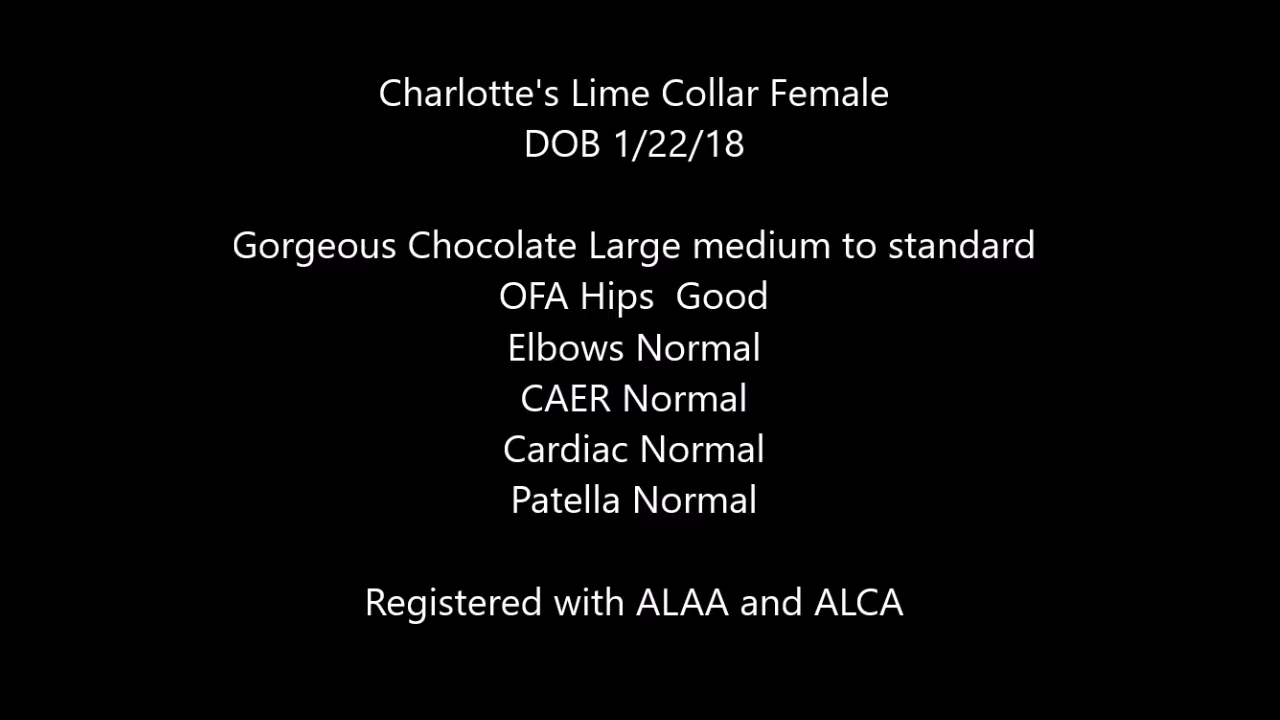 Charlotte's Lime Collar Female
DOB 1/22/18
Gorgeous Chocolate Large medium to standard
OFA Hips  Good
Elbows Normal
CAER Normal
Cardiac Normal
Patella Normal
Registered with ALAA and ALCA